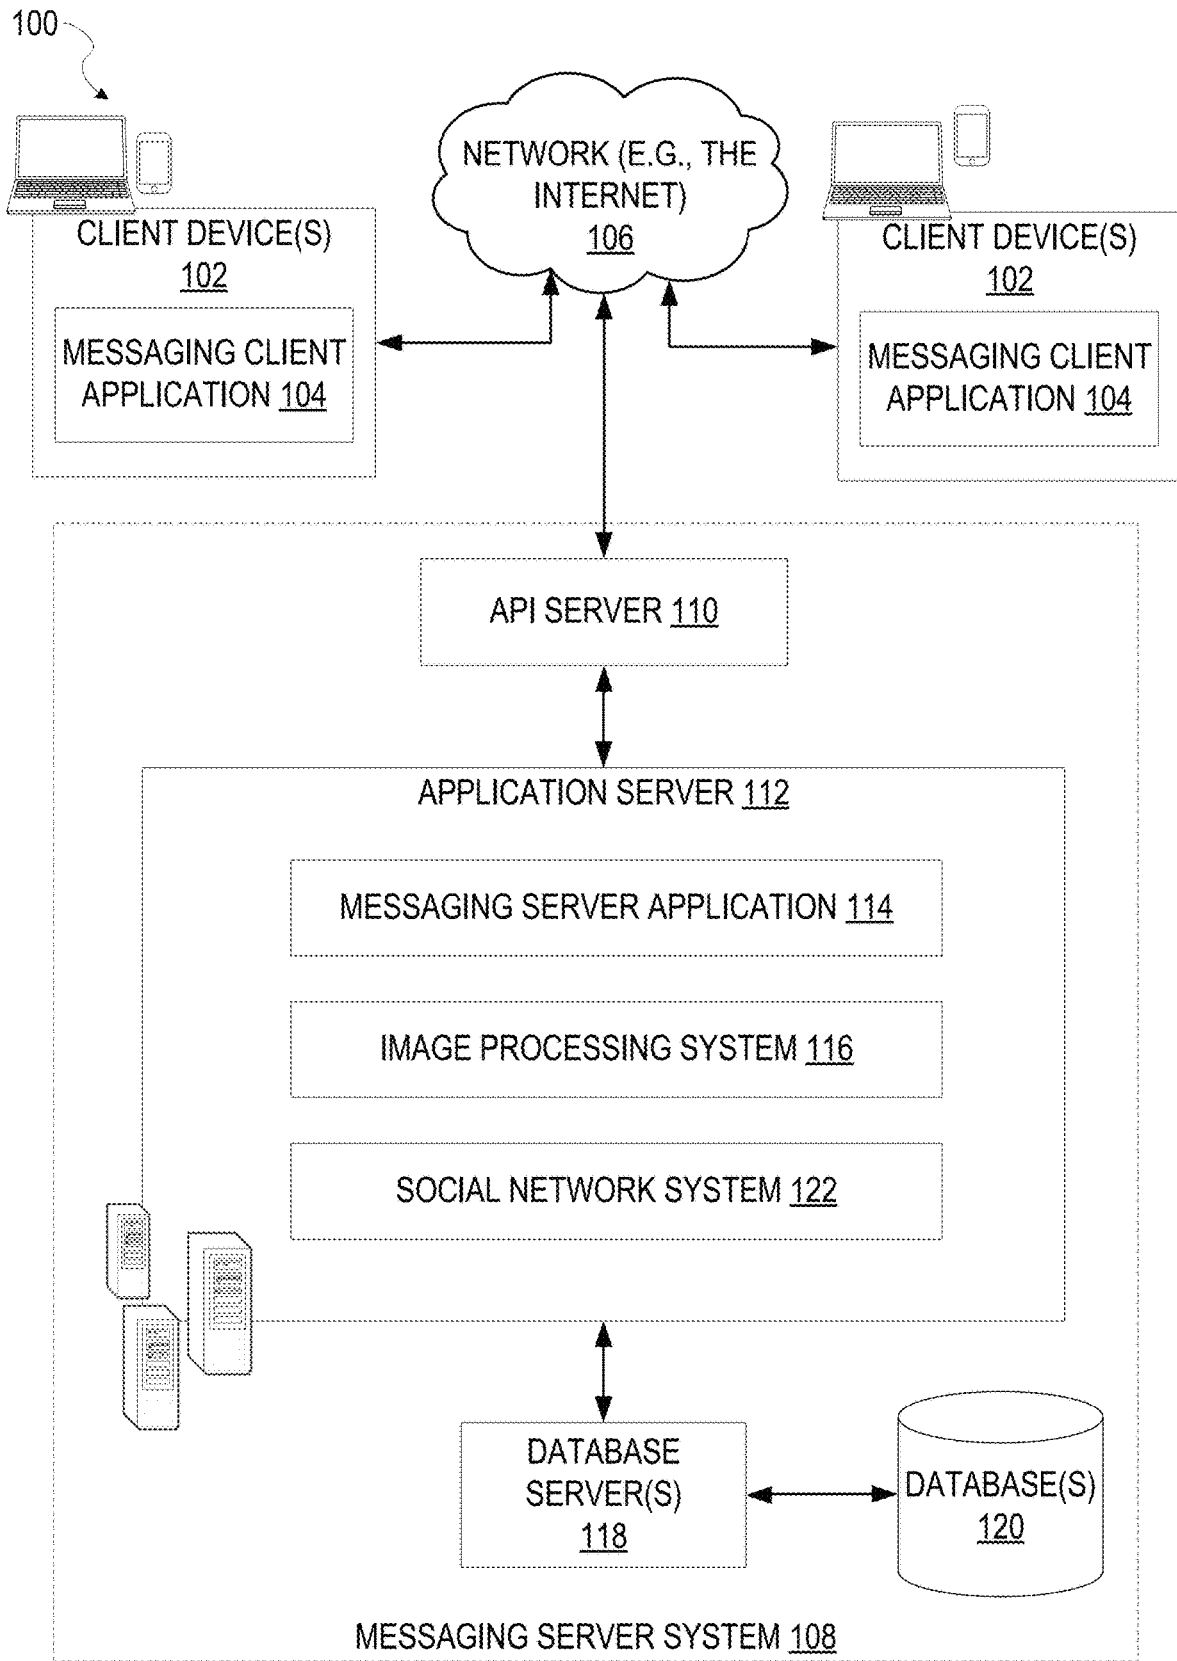 100
NETWORK (E.G., THE
INTERNET)
106
CLIENT DEVICE(S)
102
MESSAGING CLIENT
APPLICATION 104
CLIENT DEVICE(S)
102
MESSAGING CLIENT
APPLICATION 104
API SERVER 110
APPLICATION SERVER 112
MESSAGING SERVER APPLICATION 114
IMAGE PROCESSING SYSTEM 116
SOCIAL NETWORK SYSTEM 122
DATABASE
SERVER(S)
118
DATABASE(S)
120
MESSAGING SERVER SYSTEM 108